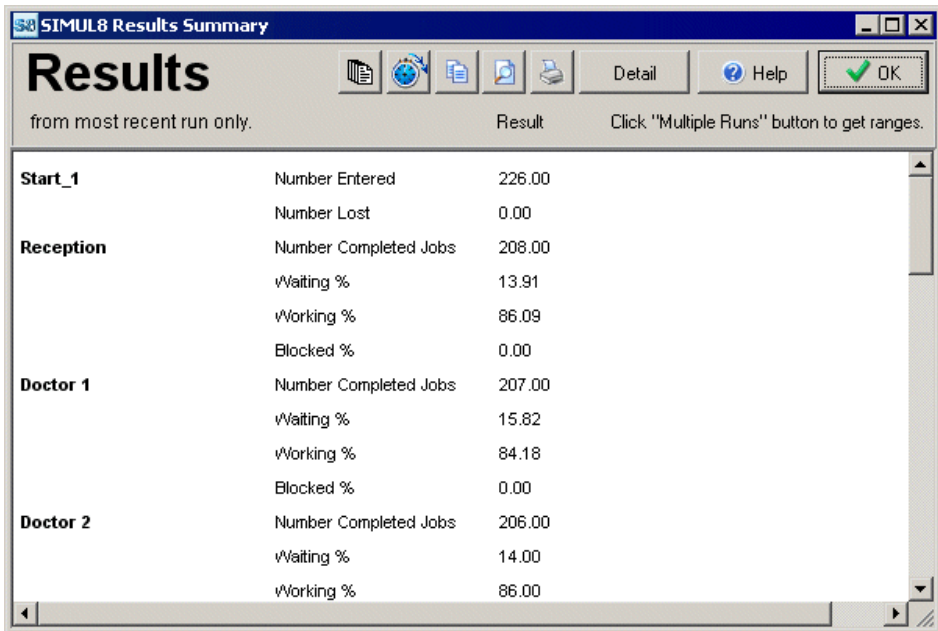 S8 SIMUL8 Results Summary
Results Detail Help OK
from most recent run only. Result Click "Multiple Runs" button to get ranges.
Start_1 Number Entered 226.00
Number Lost 0.00
Reception Number Completed Jobs 208.00
Waiting % 13.91
Working % 86.09
Blocked % 0.00
Doctor 1 Number Completed Jobs 207.00
Waiting % 15.82
Working % 84.18
Blocked % 0.00
Doctor 2 Number Completed Jobs 206.00
Waiting % 14.00
Working % 86.00